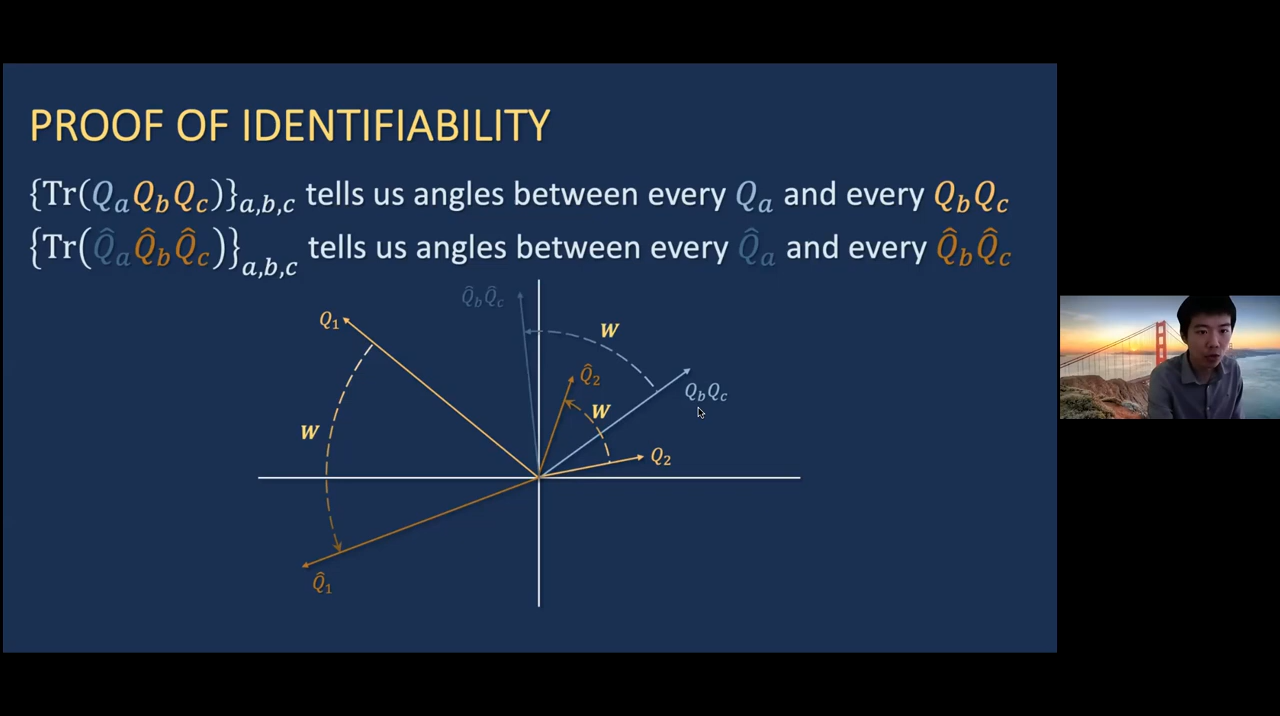 PROOF OF IDENTIFIABILITY
{Tr(Q_a Q_b Q_c)}_{a,b,c} tells us angles between every Q_a and every Q_b Q_c
{Tr(Q̂_a Q̂_b Q̂_c)}_{a,b,c} tells us angles between every Q̂_a and every Q̂_b Q̂_c
Q̂_b Q̂_c
Q_1
W
Q̂_2
Q_b Q_c
W
W
Q_2
Q̂_1